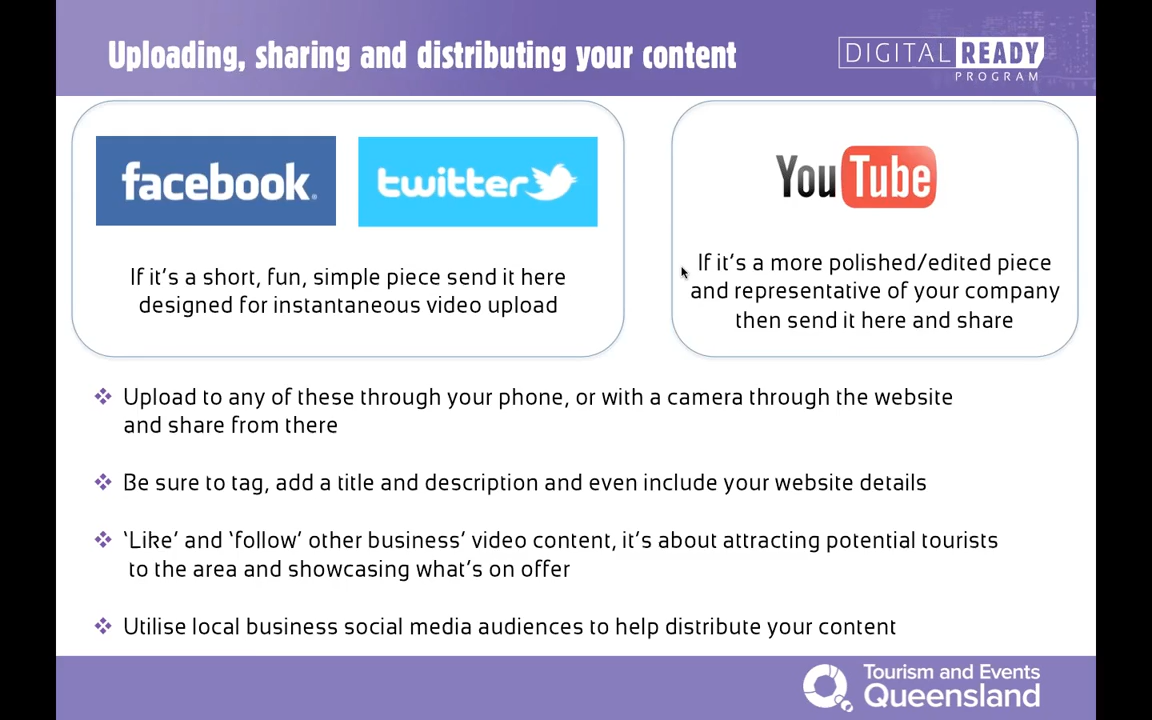 Uploading, sharing and distributing your content
DIGITAL READY
PROGRAM
facebook®
twitter
YouTube
If it's a short, fun, simple piece send it here
designed for instantaneous video upload
If it's a more polished/edited piece
and representative of your company
then send it here and share
Upload to any of these through your phone, or with a camera through the website
and share from there
Be sure to tag, add a title and description and even include your website details
‘Like’ and ‘follow’ other business’ video content, it’s about attracting potential tourists
to the area and showcasing what’s on offer
Utilise local business social media audiences to help distribute your content
Tourism and Events
Queensland